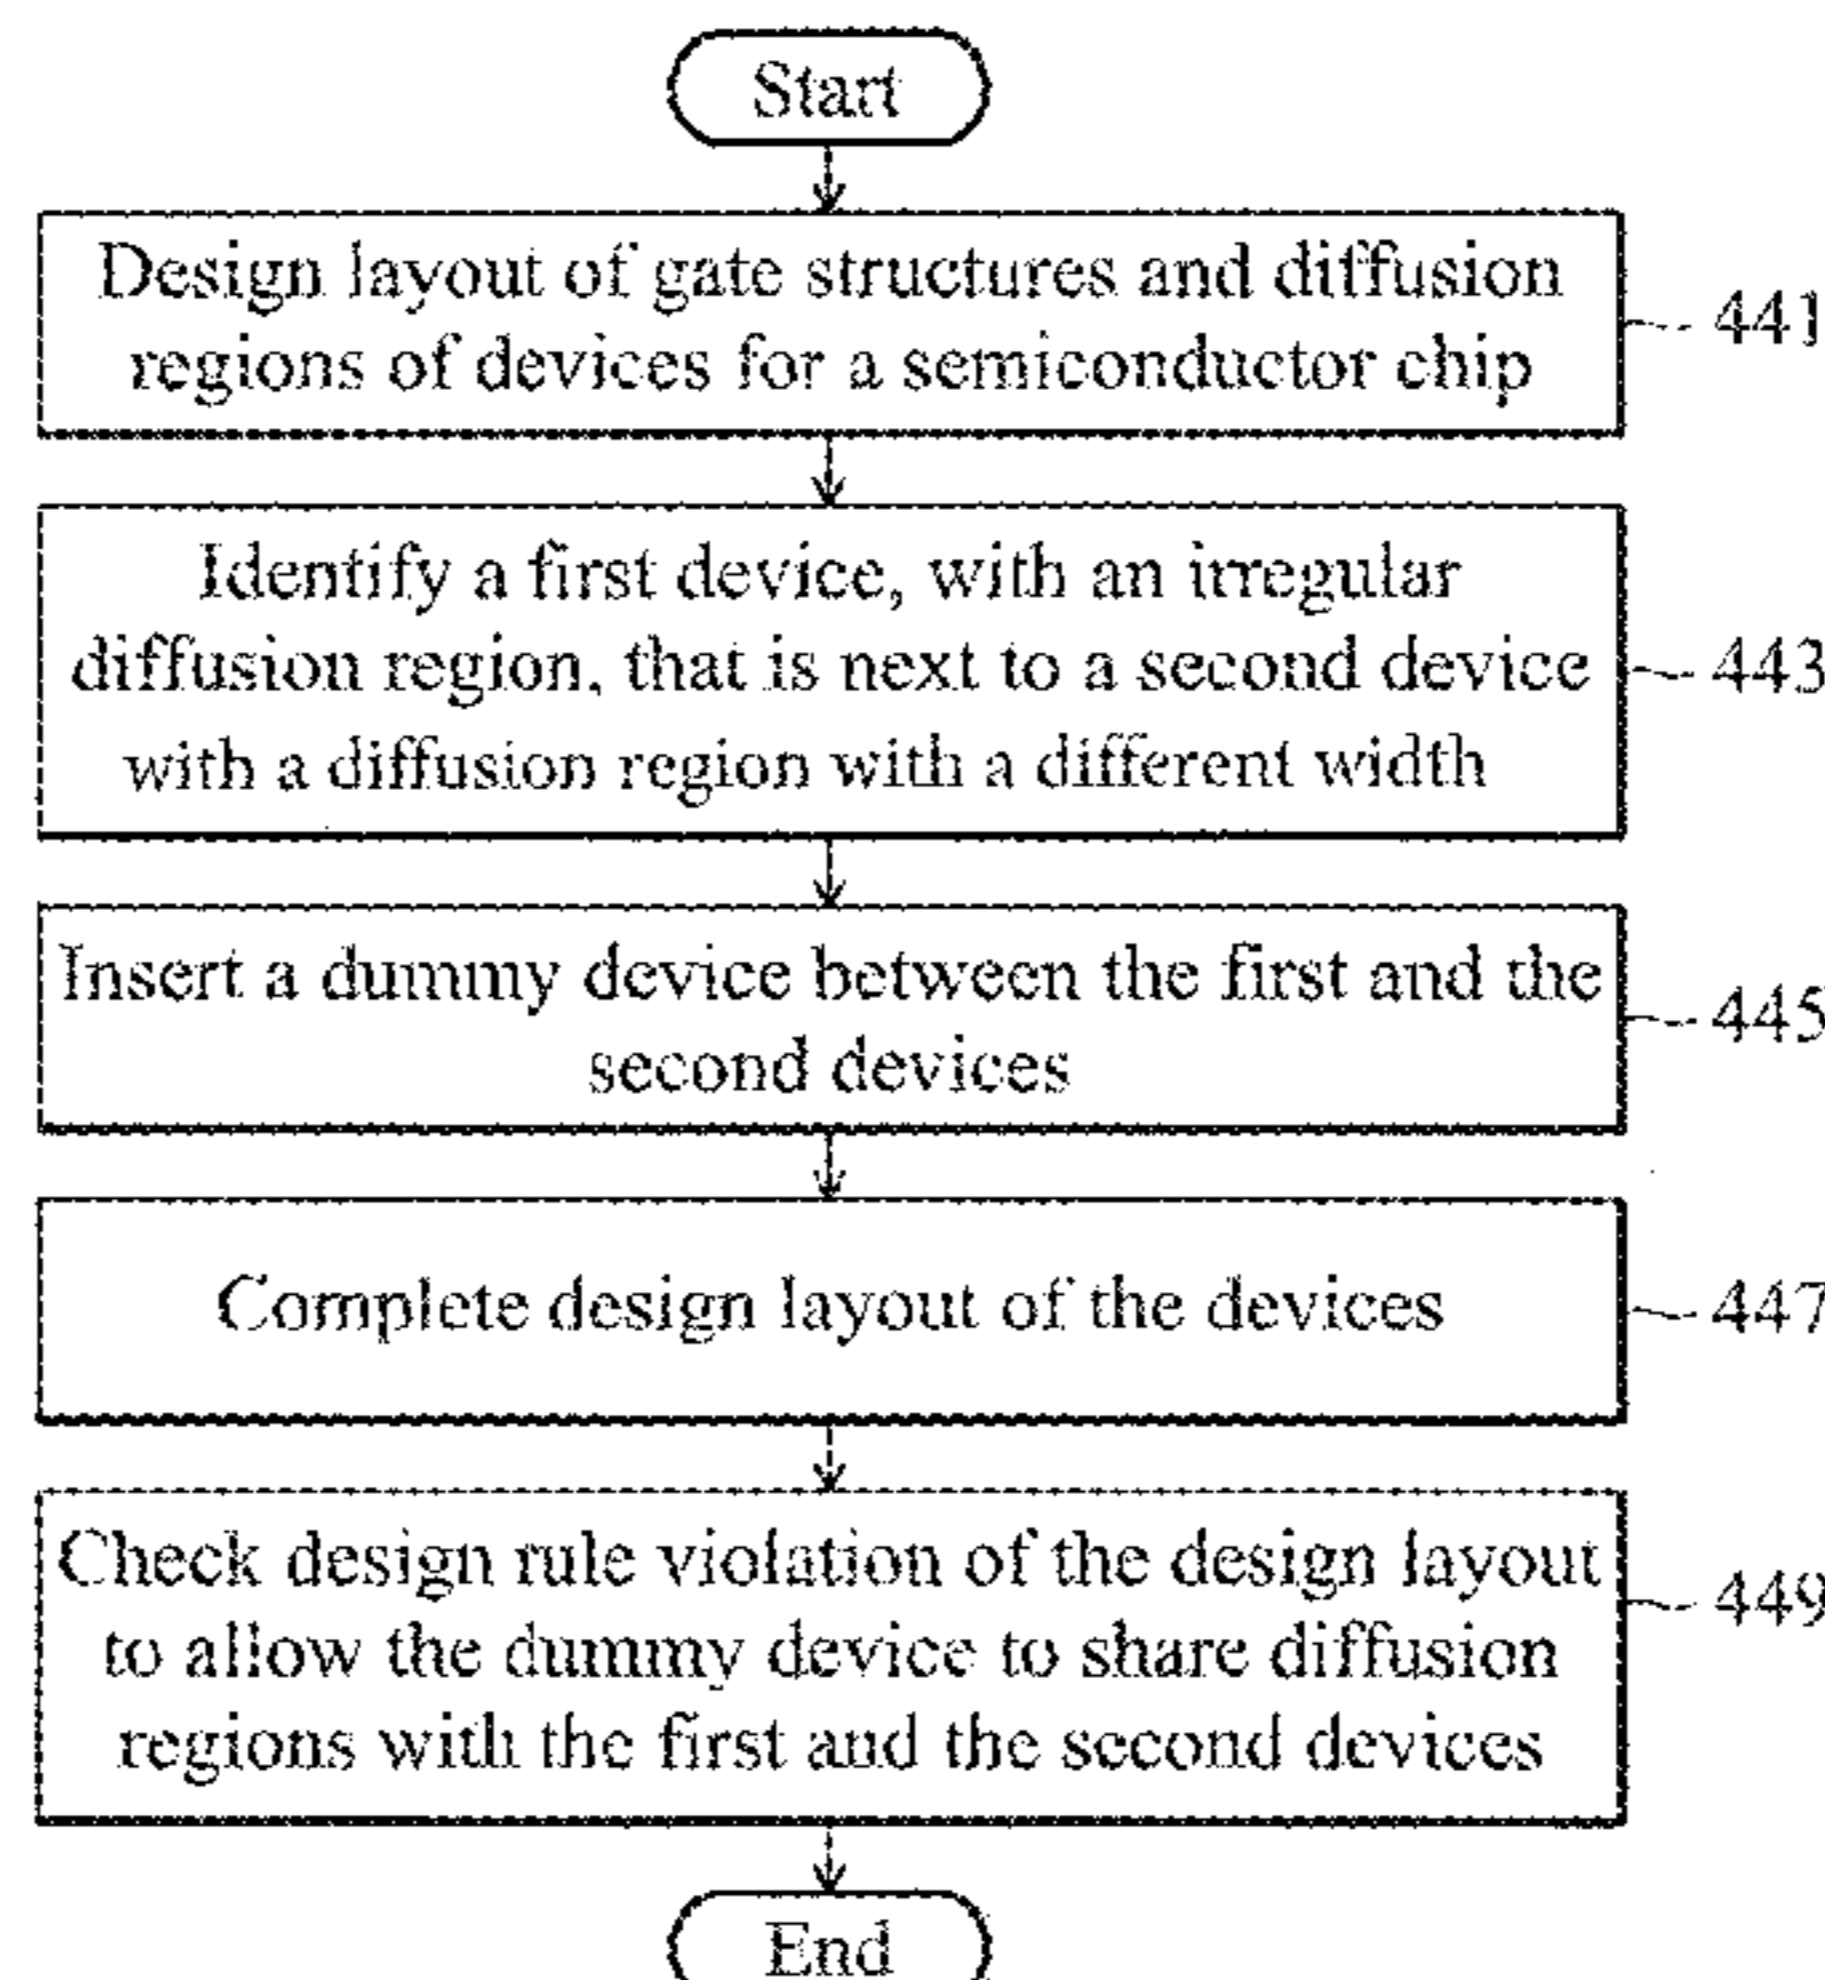 Start
Design layout of gate structures and diffusion
regions of devices for a semiconductor chip
441
Identify a first device, with an irregular
diffusion region, that is next to a second device
with a diffusion region with a different width
443
Insert a dummy device between the first and the
second devices
445
Complete design layout of the devices
447
Check design rule violation of the design layout
to allow the dummy device to share diffusion
regions with the first and the second devices
449
End